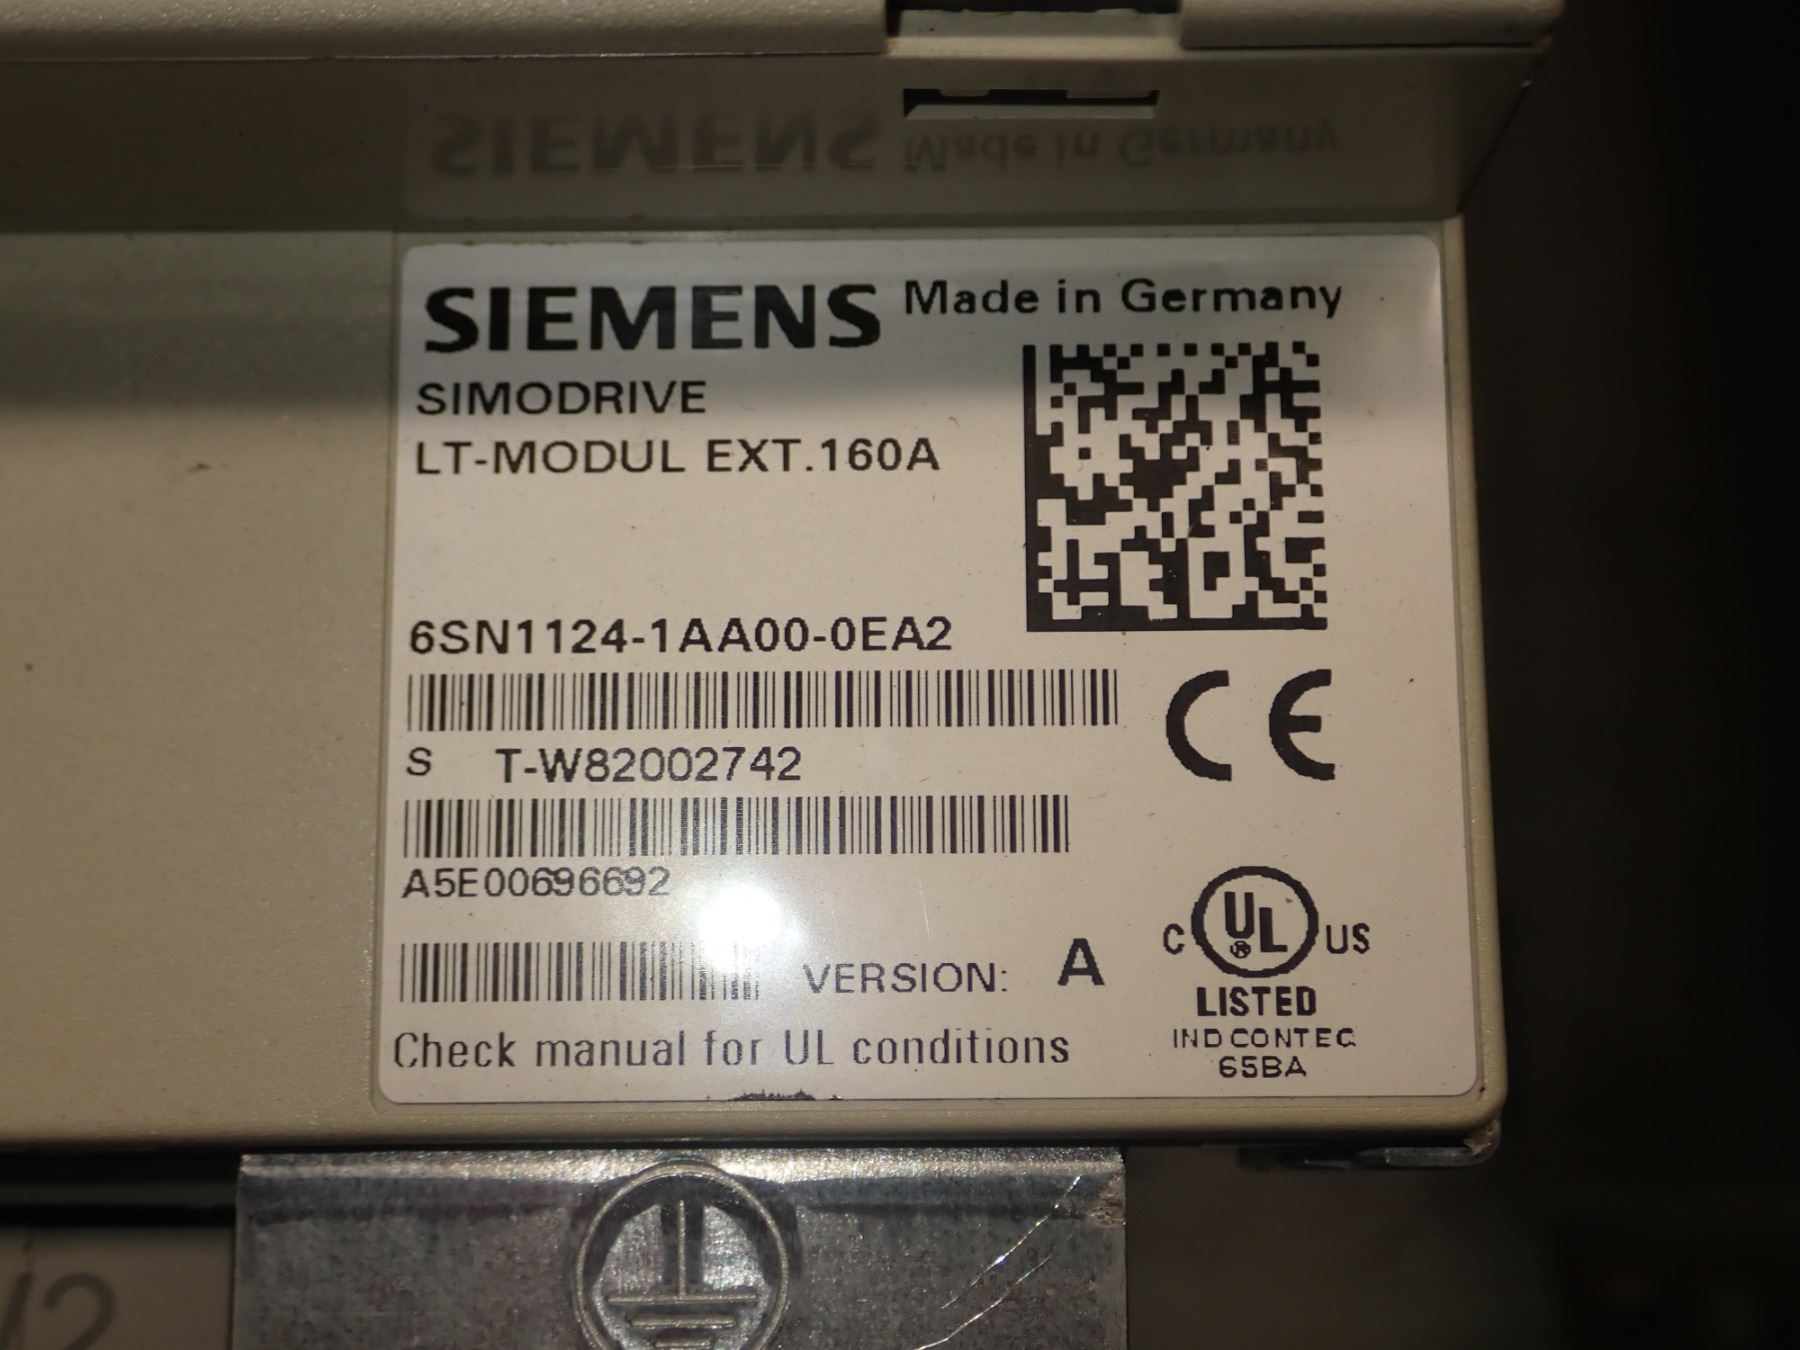 SIEMENS Made in Germany
SIMODRIVE
LT-MODUL EXT.160A
6SN1124-1AA00-0EA2
S T-W82002742
A5E00696692
VERSION: A
Check manual for UL conditions
CE
C UL US
LISTED
IND CONT EQ
65BA